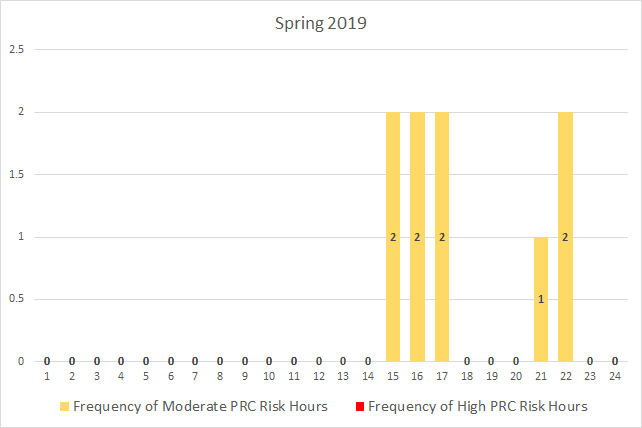 Spring 2019
2.5
2
1.5
1
0.5
0
0 0 0 0 0 0 0 0 0 0 0 0 0 0 2 2 2 0 0 0 1 2 0 0
1 2 3 4 5 6 7 8 9 10 11 12 13 14 15 16 17 18 19 20 21 22 23 24
Frequency of Moderate PRC Risk Hours Frequency of High PRC Risk Hours